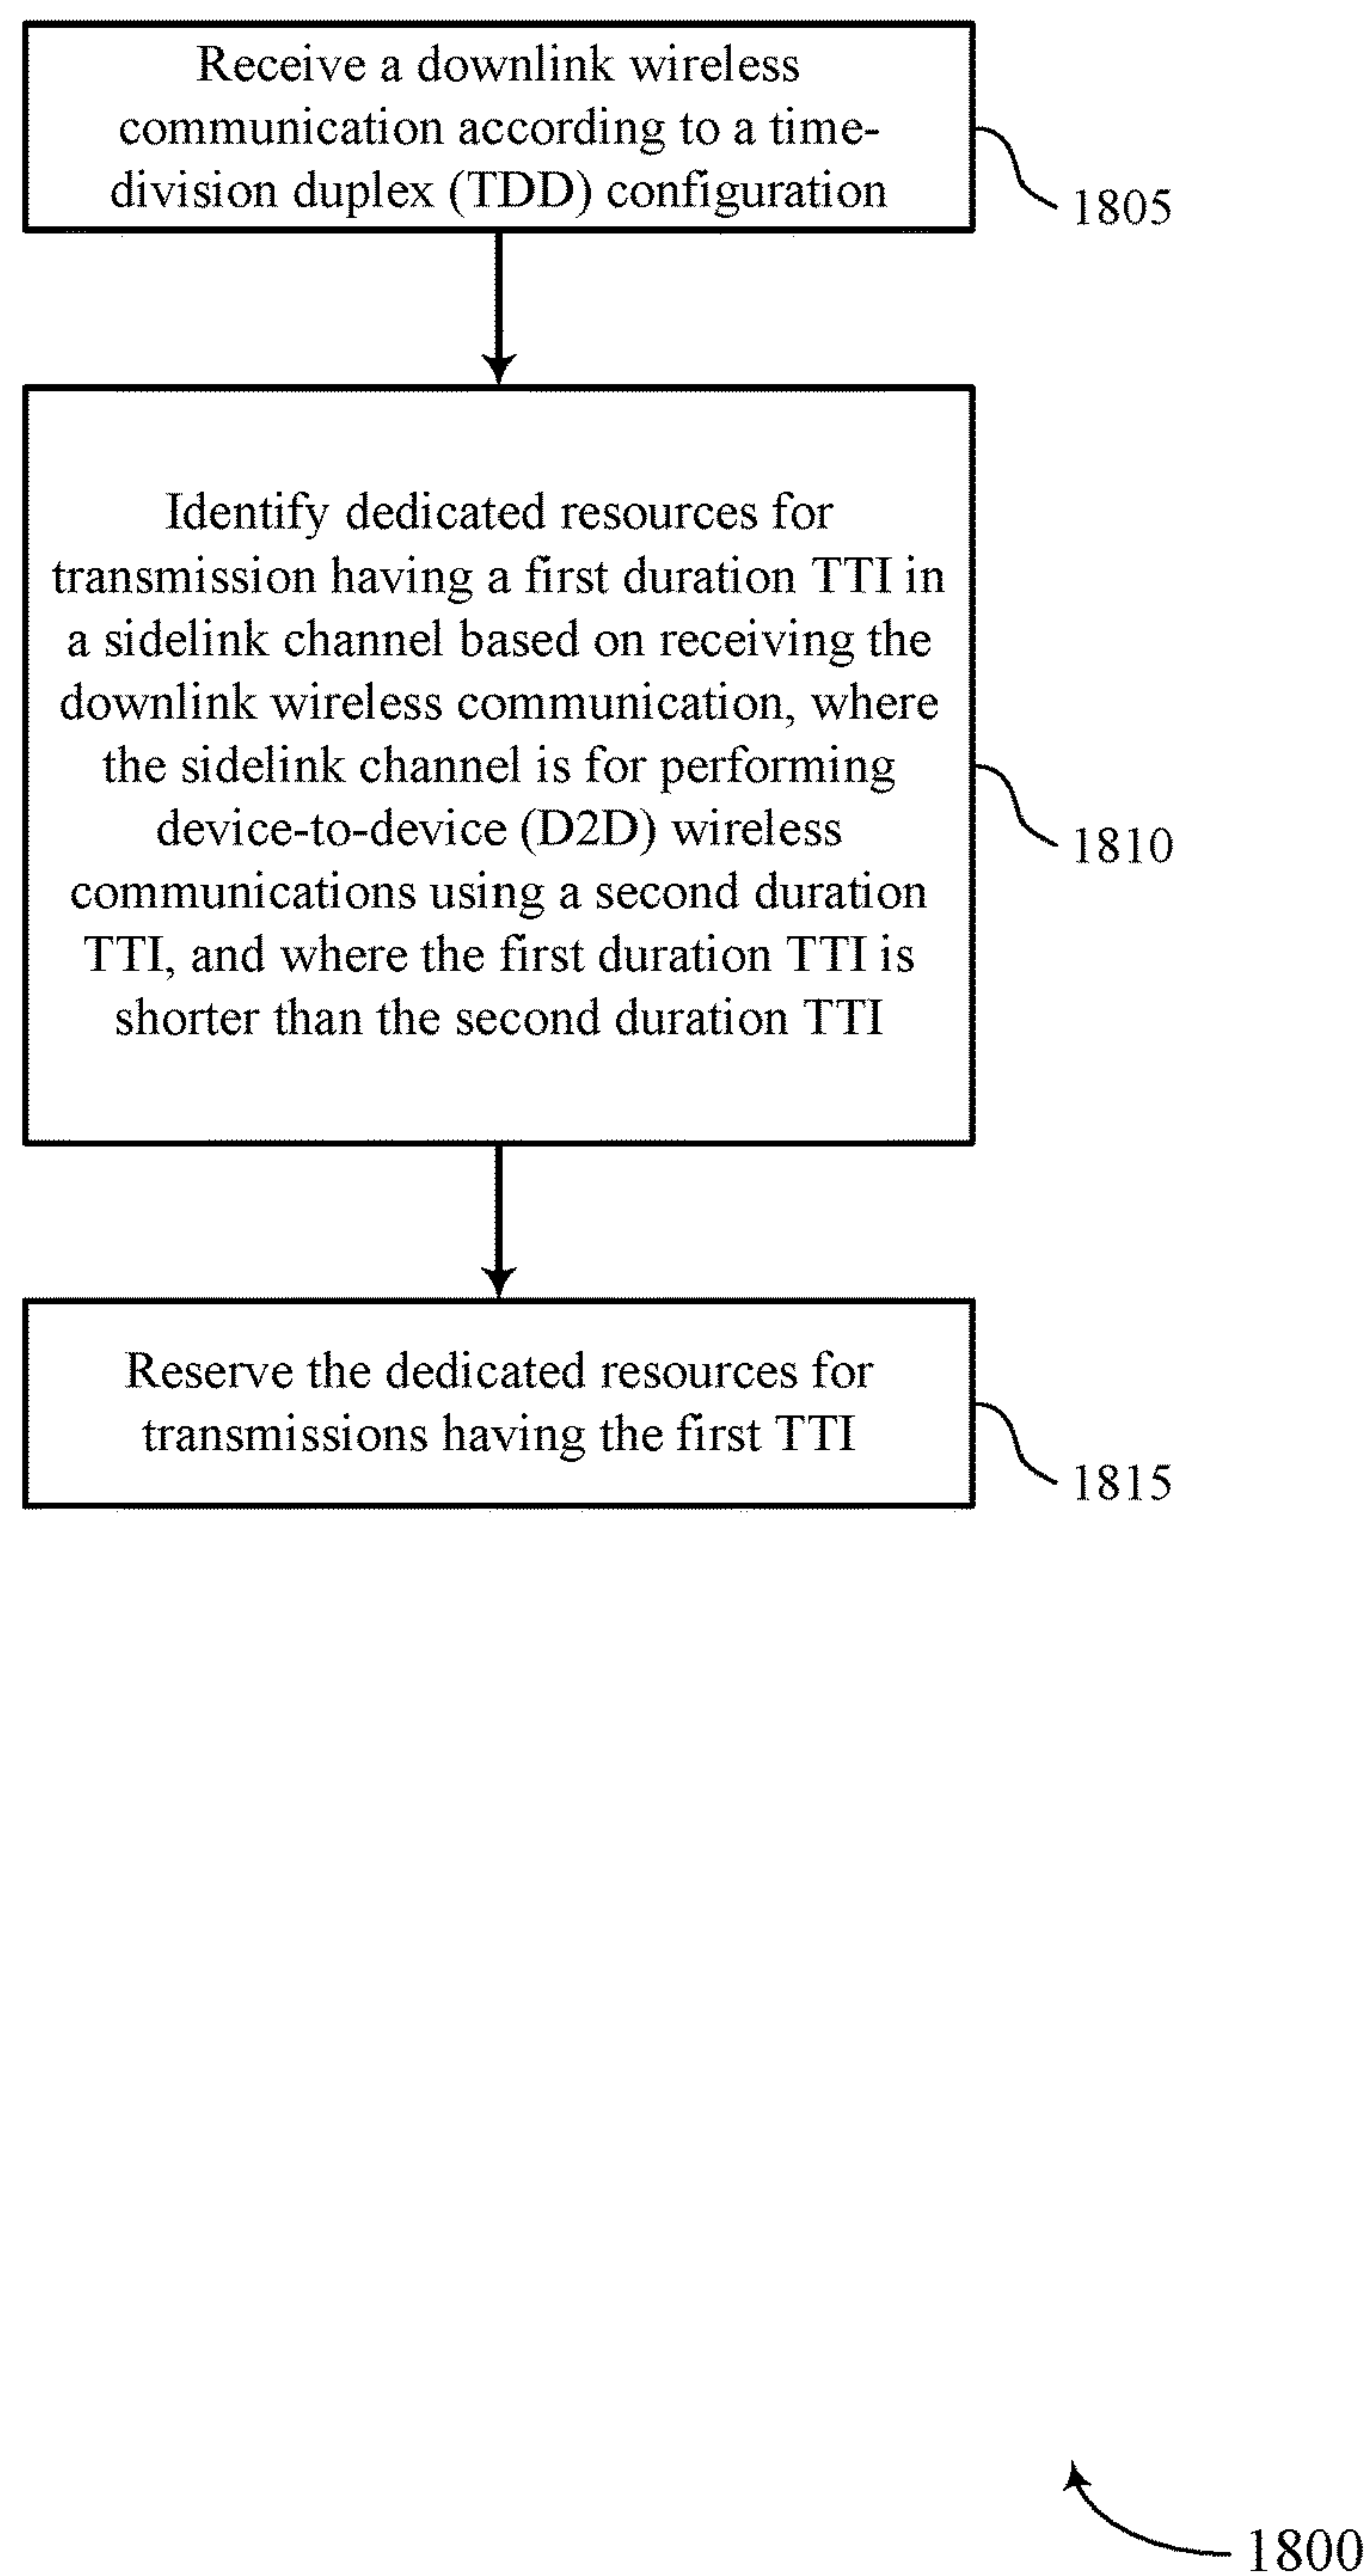 Receive a downlink wireless
communication according to a time-
division duplex (TDD) configuration
1805
Identify dedicated resources for
transmission having a first duration TTI in
a sidelink channel based on receiving the
downlink wireless communication, where
the sidelink channel is for performing
device-to-device (D2D) wireless
communications using a second duration
TTI, and where the first duration TTI is
shorter than the second duration TTI
1810
Reserve the dedicated resources for
transmissions having the first TTI
1815
1800